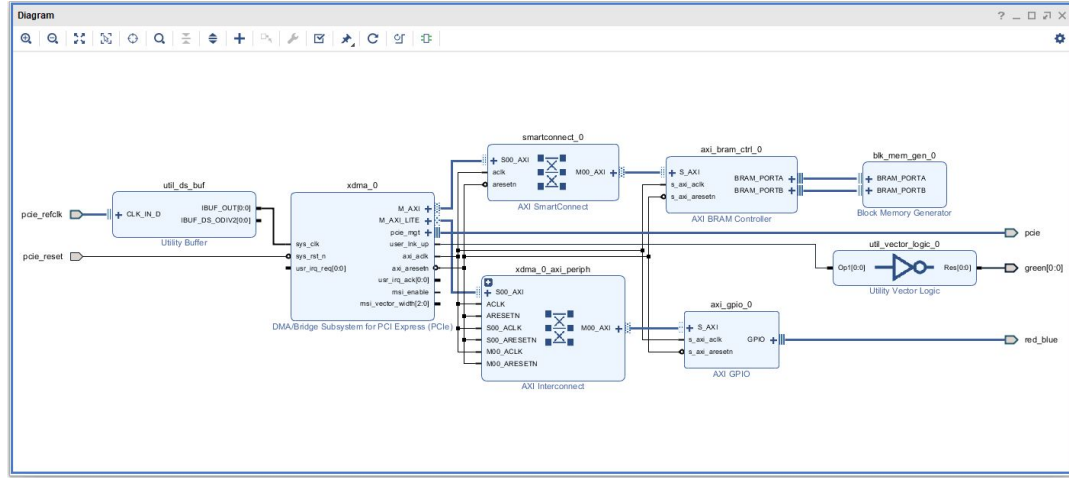 Diagram
pcie_refclk
pcie_reset
util_ds_buf
CLK_IN_D
IBUF_OUT[0:0]
IBUF_DS_ODIV2[0:0]
Utility Buffer
xdma_0
sys_clk
sys_rst_n
usr_irq_req[0:0]
M_AXI
M_AXI_LITE
pcie_mgt
user_lnk_up
axi_aclk
axi_aresetn
usr_irq_ack[0:0]
msi_enable
msi_vector_width[2:0]
DMA/Bridge Subsystem for PCI Express (PCIe)
smartconnect_0
S00_AXI
aclk
aresetn
M00_AXI
AXI SmartConnect
xdma_0_axi_periph
S00_AXI
ACLK
ARESETN
S00_ACLK
S00_ARESETN
M00_ACLK
M00_ARESETN
M00_AXI
AXI Interconnect
axi_bram_ctrl_0
S_AXI
s_axi_aclk
s_axi_aresetn
BRAM_PORTA
BRAM_PORTB
AXI BRAM Controller
blk_mem_gen_0
BRAM_PORTA
BRAM_PORTB
Block Memory Generator
util_vector_logic_0
Op1[0:0]
Res[0:0]
Utility Vector Logic
axi_gpio_0
S_AXI
s_axi_aclk
s_axi_aresetn
GPIO
AXI GPIO
pcie
green[0:0]
red_blue